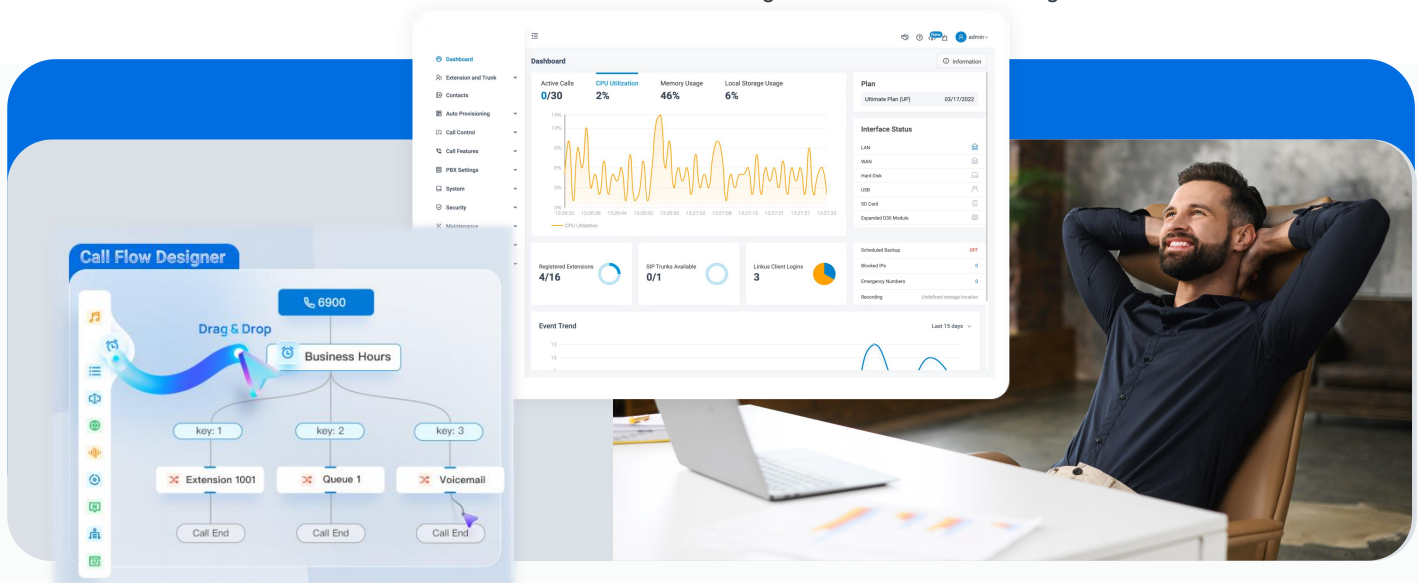 admin
Dashboard
Extension and Trunk
Contacts
Auto Provisioning
Call Control
Call Features
PBX Settings
System
Security
Maintenance
Dashboard
Information
Active Calls
0/30
CPU Utilization
2%
Memory Usage
46%
Local Storage Usage
6%
14%
12%
0%
CPU Utilization
Plan
Ultimate Plan (UP) 03/17/2022
Interface Status
LAN
WAN
Hard Disk
USB
SD Card
Expanded D30 Module
Registered Extensions
4/16
SIP Trunks Available
0/1
Linkus Client Logins
3
Scheduled Backup OFF
Blocked IPs 0
Emergency Numbers 0
Recording Undefined storage location
Event Trend
Last 15 days
12
10
Call Flow Designer
6900
Drag & Drop
Business Hours
key: 1
key: 2
key: 3
Extension 1001
Queue 1
Voicemail
Call End
Call End
Call End